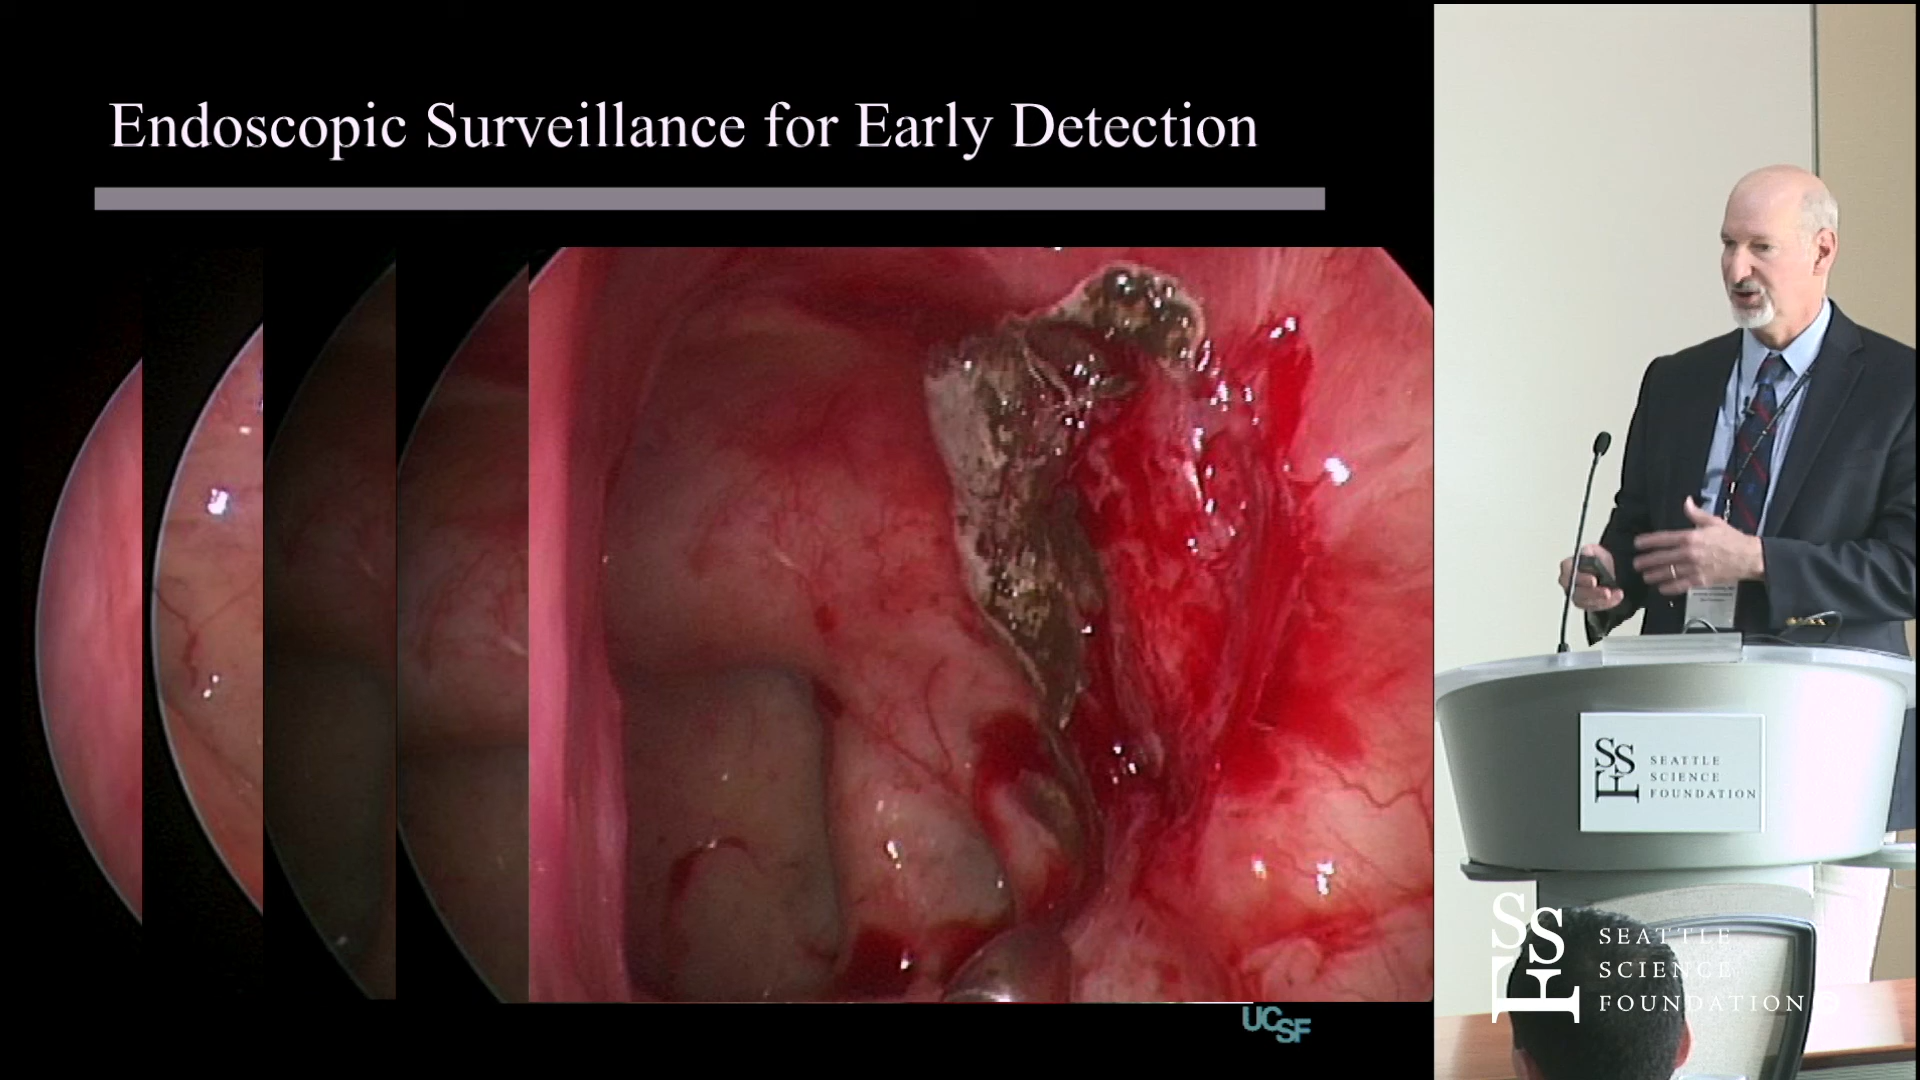 Endoscopic Surveillance for Early Detection
UCSF
SSF
SEATTLE
SCIENCE
FOUNDATION
SSF
SEATTLE
SCIENCE
FOUNDATION